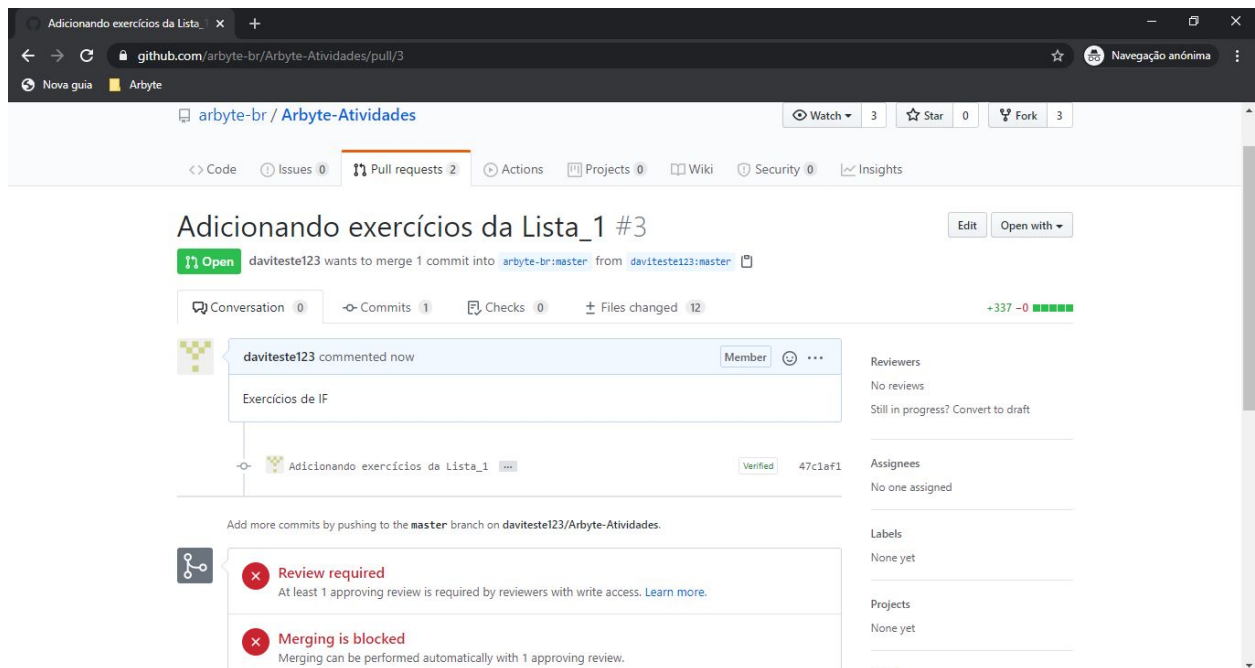 Adicionando exercícios da Lista_1
github.com/arbyte-br/Arbyte-Atividades/pull/3 Navegação anónima
Nova guia Arbyte
arbyte-br / Arbyte-Atividades Watch 3 Star 0 Fork 3
Code Issues 0 Pull requests 2 Actions Projects 0 Wiki Security 0 Insights
Adicionando exercícios da Lista_1 #3 Edit Open with
Open daviteste123 wants to merge 1 commit into arbyte-br:master from daviteste123:master
Conversation 0 Commits 1 Checks 0 Files changed 12 +337 −0
daviteste123 commented now Member
Exercícios de IF
Adicionando exercícios da Lista_1 Verified 47c1af1
Add more commits by pushing to the master branch on daviteste123/Arbyte-Atividades.
Review required
At least 1 approving review is required by reviewers with write access. Learn more.
Merging is blocked
Merging can be performed automatically with 1 approving review.
Reviewers
No reviews
Still in progress? Convert to draft
Assignees
No one assigned
Labels
None yet
Projects
None yet